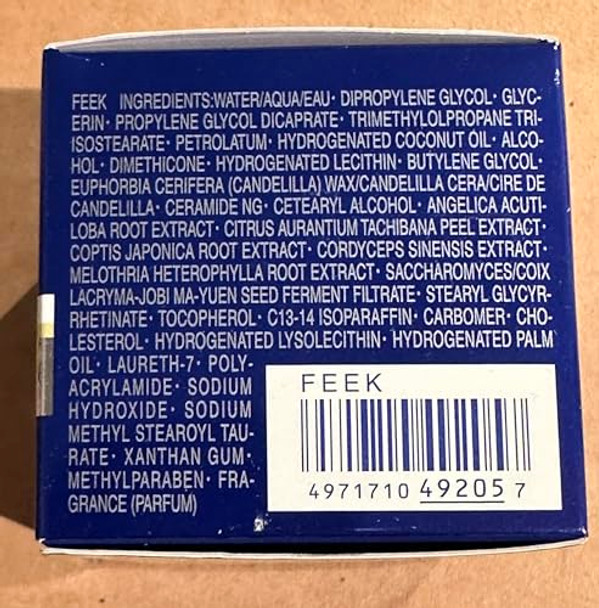 FEEK INGREDIENTS:WATER/AQUA/EAU· DIPROPYLENE GLYCOL· GLYC-
ERIN· PROPYLENE GLYCOL DICAPRATE· TRIMETHYLOLPROPANE TRI-
ISOSTEARATE· PETROLATUM· HYDROGENATED COCONUT OIL· ALCO-
HOL· DIMETHICONE· HYDROGENATED LECITHIN· BUTYLENE GLYCOL·
EUPHORBIA CERIFERA (CANDELILLA) WAX/CANDELILLA CERA/CIRE DE
CANDELILLA· CERAMIDE NG· CETEARYL ALCOHOL· ANGELICA ACUTI-
LOBA ROOT EXTRACT· CITRUS AURANTIUM TACHIBANA PEEL EXTRACT·
COPTIS JAPONICA ROOT EXTRACT· CORDYCEPS SINENSIS EXTRACT·
MELOTHRIA HETEROPHYLLA ROOT EXTRACT· SACCHAROMYCES/COIX
LACRYMA-JOBI MA-YUEN SEED FERMENT FILTRATE· STEARYL GLYCYR-
RHETINATE· TOCOPHEROL· C13-14 ISOPARAFFIN· CARBOMER· CHO-
LESTEROL· HYDROGENATED LYSOLECITHIN· HYDROGENATED PALM
OIL· LAURETH-7· POLY-
ACRYLAMIDE· SODIUM
HYDROXIDE· SODIUM
METHYL STEAROYL TAU-
RATE· XANTHAN GUM·
METHYLPARABEN· FRA-
GRANCE (PARFUM)
FEEK
4971710 49205 7